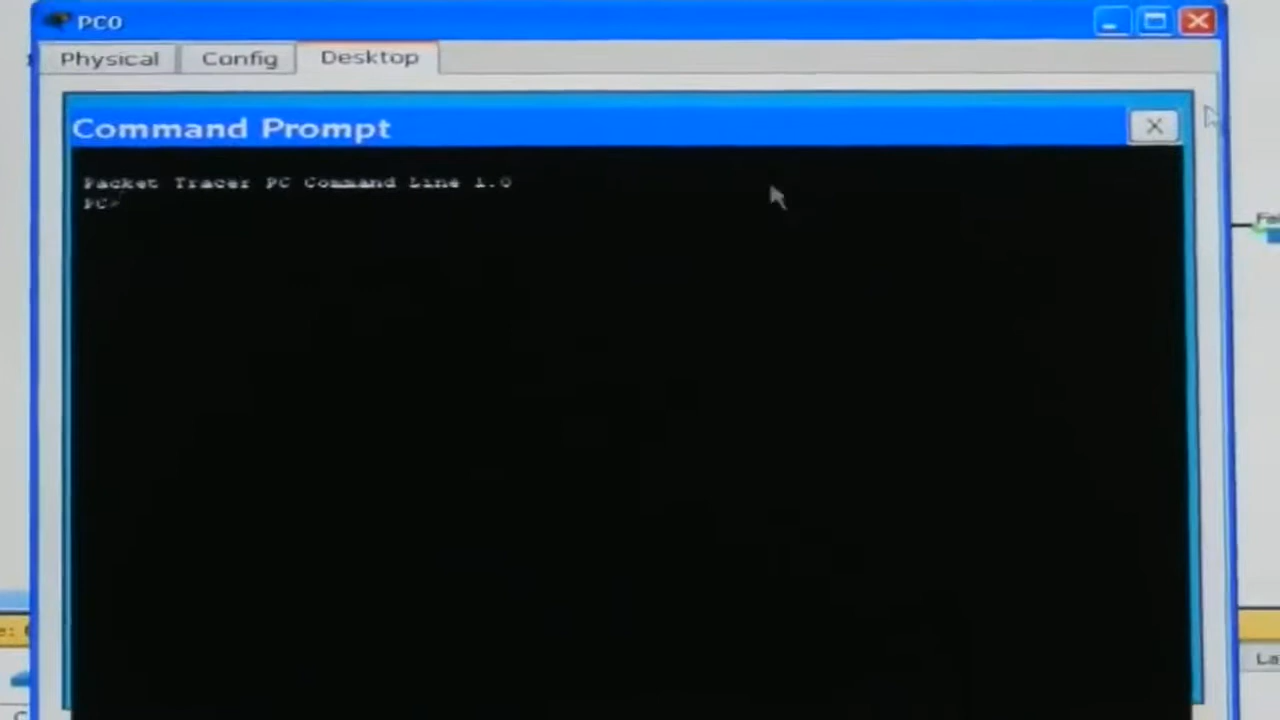 PC0
Physical Config Desktop
Command Prompt
Packet Tracer PC Command Line 1.0
PC>